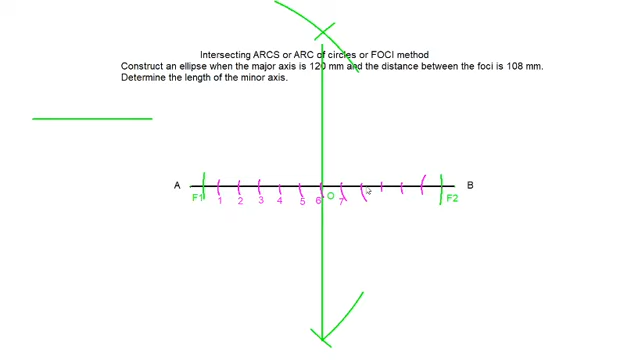 Intersecting ARCS or ARC of circles or FOCI method
Construct an ellipse when the major axis is 120 mm and the distance between the foci is 108 mm.
Determine the length of the minor axis.
A B
F1 1 2 3 4 5 6 O 7 F2